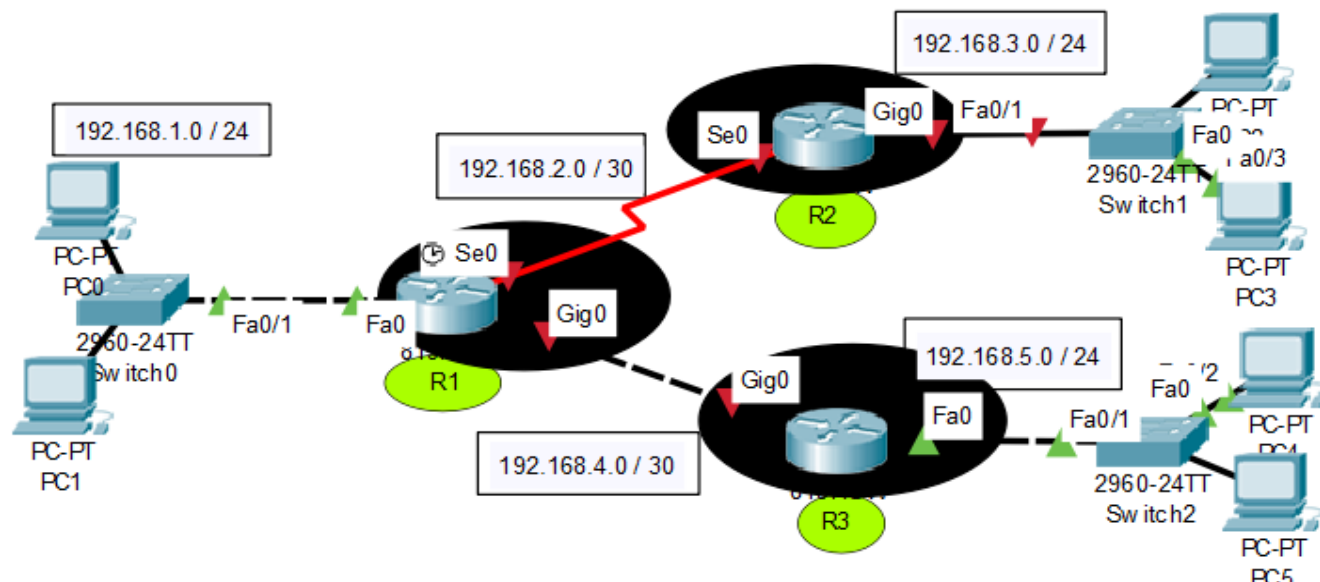 192.168.3.0 / 24
192.168.1.0 / 24
192.168.2.0 / 30
Se0
Gig0
Fa0/1
PC-PT
Fa0
2960-24TT
Switch1
R2
PC-PT
PC3
PC-PT
PC0
Se0
Fa0/1
Fa0
Gig0
2960-24TT
Switch0
R1
PC-PT
PC1
192.168.5.0 / 24
Gig0
Fa0
Fa0/1
Fa0
192.168.4.0 / 30
2960-24TT
Switch2
PC4
R3
PC-PT
PC5